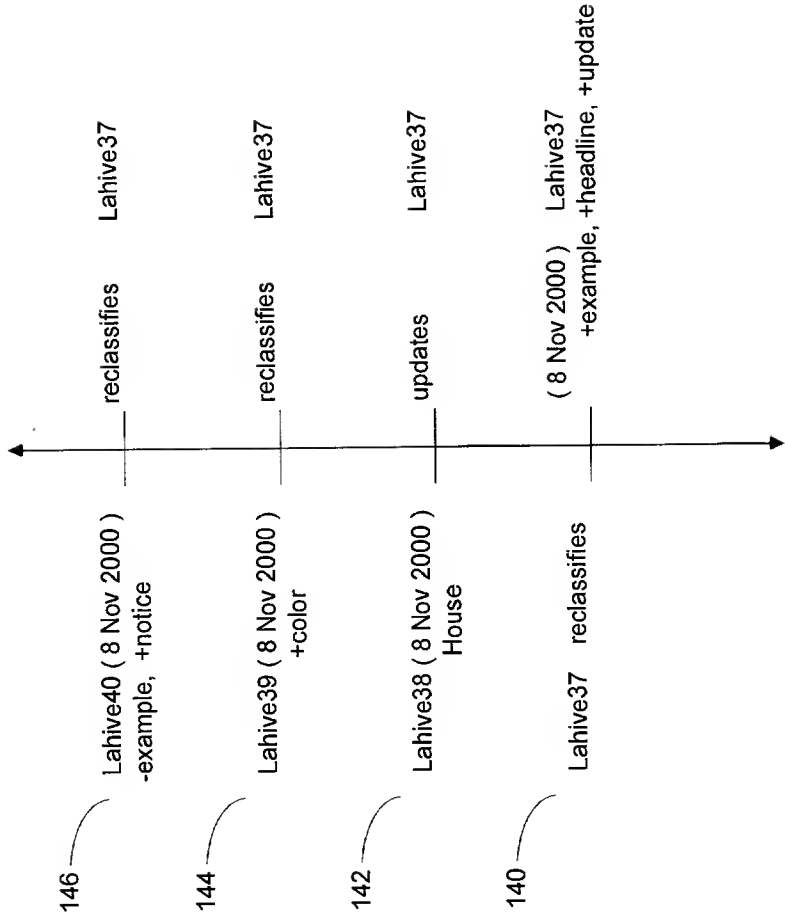 146
Lahive40 ( 8 Nov 2000 ) reclassifies Lahive37
-example, +notice
144
Lahive39 ( 8 Nov 2000 ) reclassifies Lahive37
+color
142
Lahive38 ( 8 Nov 2000 ) updates Lahive37
House
140
Lahive37 reclassifies ( 8 Nov 2000 ) Lahive37
+example, +headline, +update